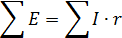 ∑ E = ∑ I · r